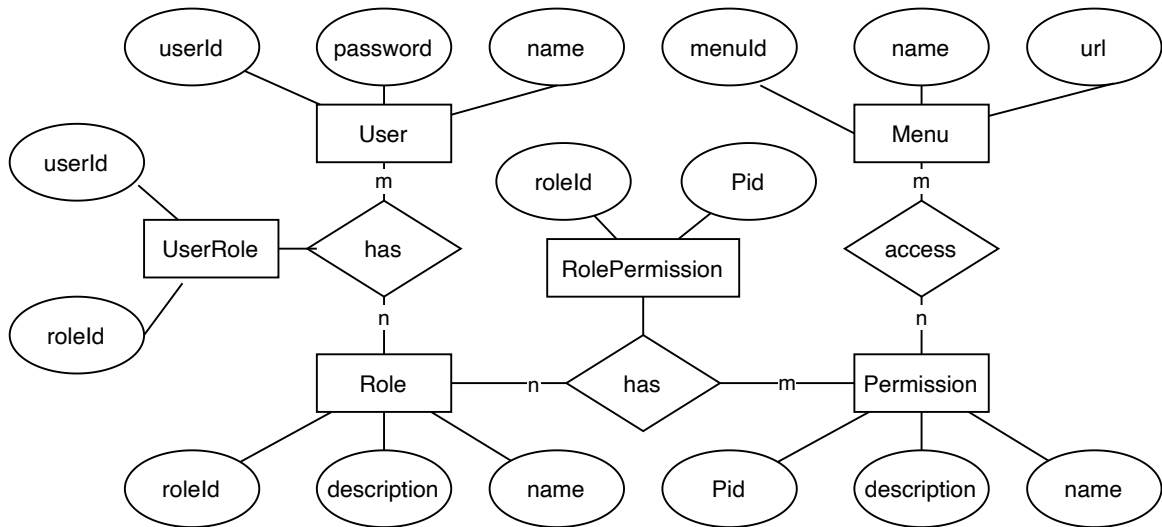 userId
password
name
menuId
name
url
User
Menu
userId
m
roleId
Pid
m
UserRole
has
RolePermission
access
roleId
n
n
Role
n
has
m
Permission
roleId
description
name
Pid
description
name